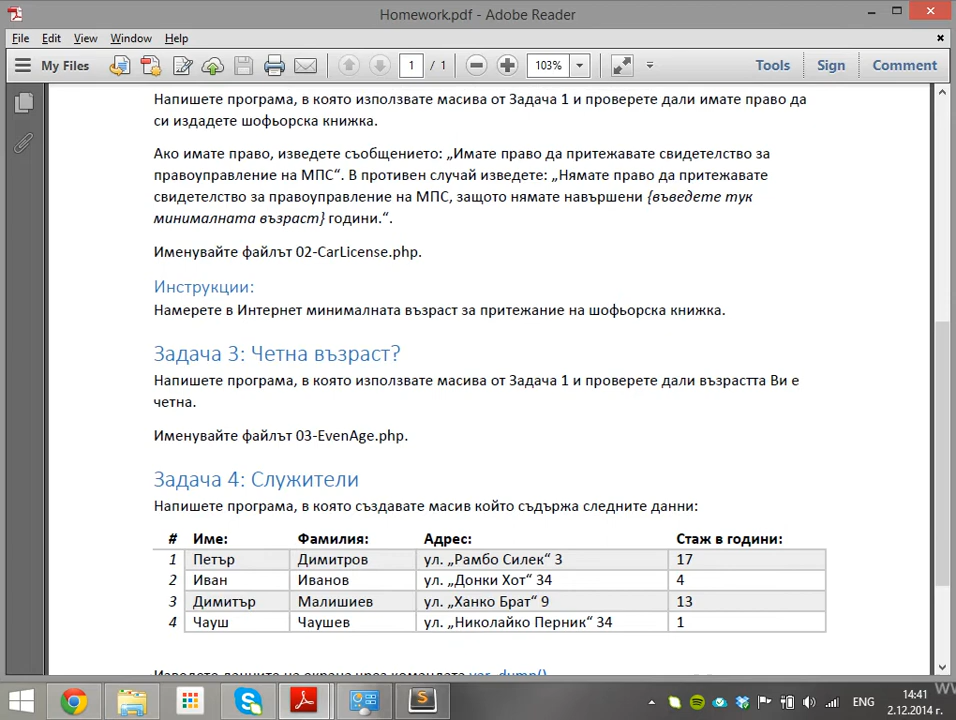 Homework.pdf - Adobe Reader
File Edit View Window Help
My Files 1 / 1 103% Tools Sign Comment
Напишете програма, в която използвате масива от Задача 1 и проверете дали имате право да
си издадете шофьорска книжка.
Ако имате право, изведете съобщението: „Имате право да притежавате свидетелство за
правоуправление на МПС“. В противен случай изведете: „Нямате право да притежавате
свидетелство за правоуправление на МПС, защото нямате навършени {въведете тук
минималната възраст} години.“.
Именувайте файлът 02-CarLicense.php.
Инструкции:
Намерете в Интернет минималната възраст за притежание на шофьорска книжка.
Задача 3: Четна възраст?
Напишете програма, в която използвате масива от Задача 1 и проверете дали възрастта Ви е
четна.
Именувайте файлът 03-EvenAge.php.
Задача 4: Служители
Напишете програма, в която създавате масив който съдържа следните данни:
# Име: Фамилия: Адрес: Стаж в години:
1 Петър Димитров ул. „Рамбо Силек“ 3 17
2 Иван Иванов ул. „Донки Хот“ 34 4
3 Димитър Малишиев ул. „Ханко Брат“ 9 13
4 Чауш Чаушев ул. „Николайко Перник“ 34 1
Изведете данните на екрана чрез командата var_dump()
ENG 14:41
2.12.2014 г.